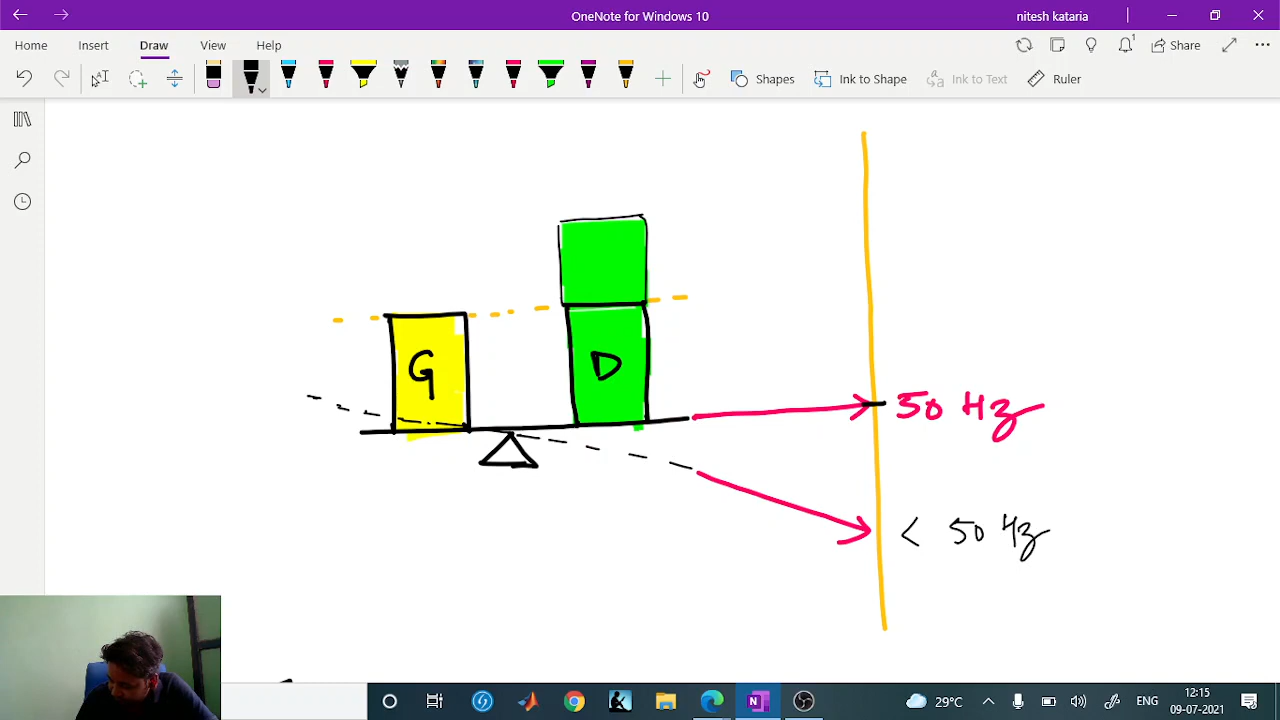 OneNote for Windows 10
nitesh kataria
Home Insert Draw View Help
Share
Shapes
Ink to Shape
Ink to Text
Ruler
G
D
50 Hz
< 50 Hz
29°C
ENG
12:15
09-07-2021